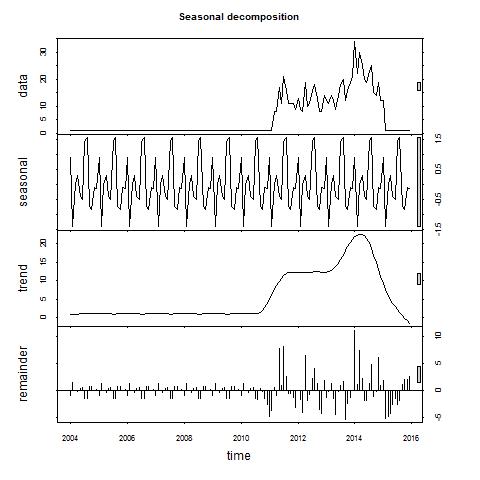 Seasonal decomposition
data
0 5 10 20 30
seasonal
-1.5 -0.5 0.5 1.5
trend
0 5 10 15 20
remainder
-5 0 5 10
2004 2006 2008 2010 2012 2014 2016
time